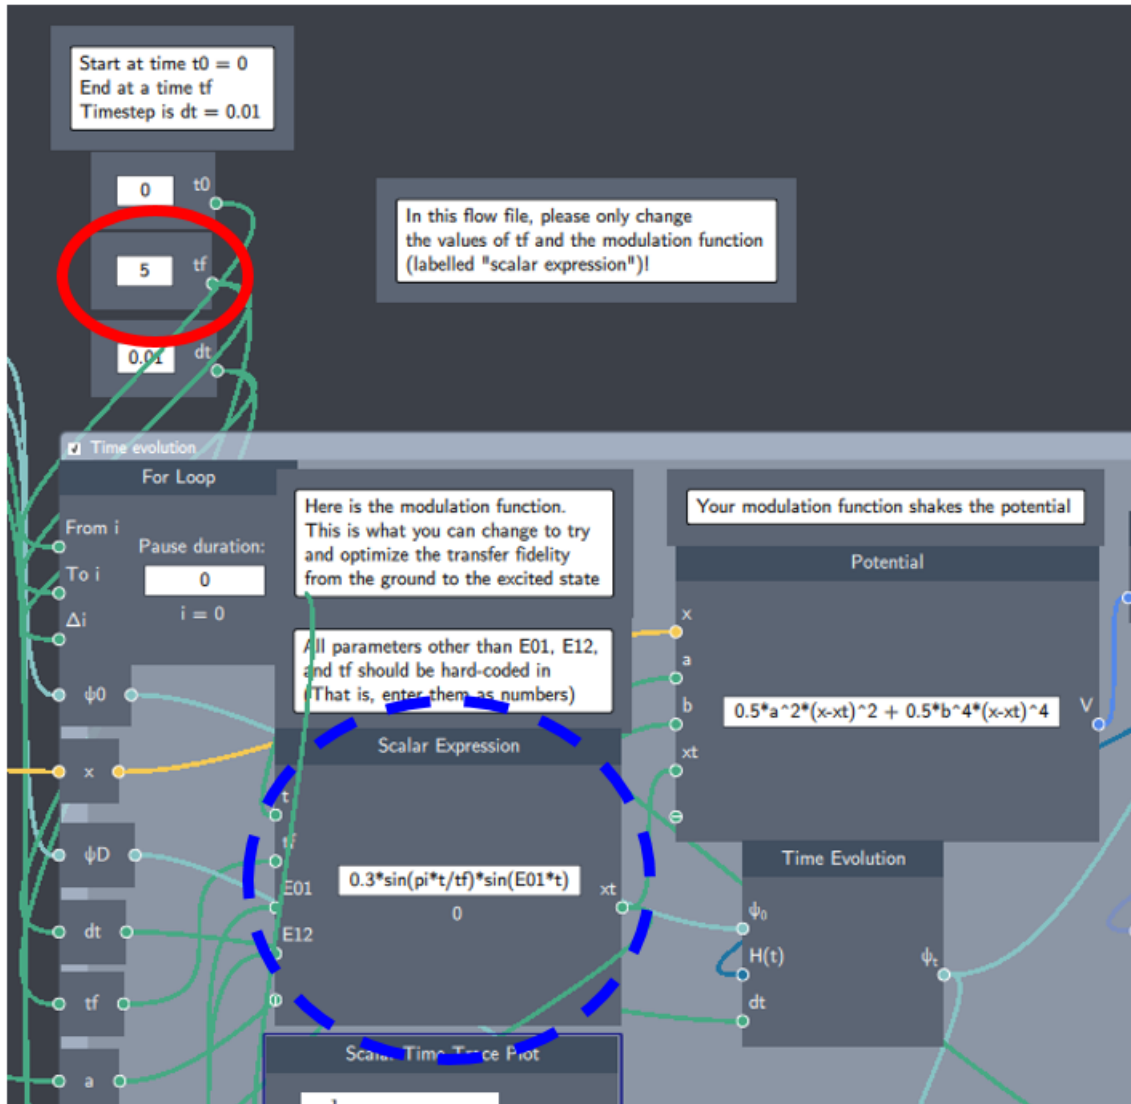 Start at time t0 = 0
End at a time tf
Timestep is dt = 0.01
0 t0
5 tf
0.01 dt
In this flow file, please only change
the values of tf and the modulation function
(labelled "scalar expression")!
Time evolution
For Loop
From i
To i
Δi
Pause duration:
0
i = 0
ψ0
x
ψD
dt
tf
a
Here is the modulation function.
This is what you can change to try
and optimize the transfer fidelity
from the ground to the excited state
All parameters other than E01, E12,
and tf should be hard-coded in
(That is, enter them as numbers)
Scalar Expression
t
tf
E01
E12
0.3*sin(pi*t/tf)*sin(E01*t)
0
xt
Scalar Time Trace Plot
Your modulation function shakes the potential
Potential
x
a
b
xt
0.5*a^2*(x-xt)^2 + 0.5*b^4*(x-xt)^4
V
Time Evolution
ψ₀
H(t)
dt
ψₜ